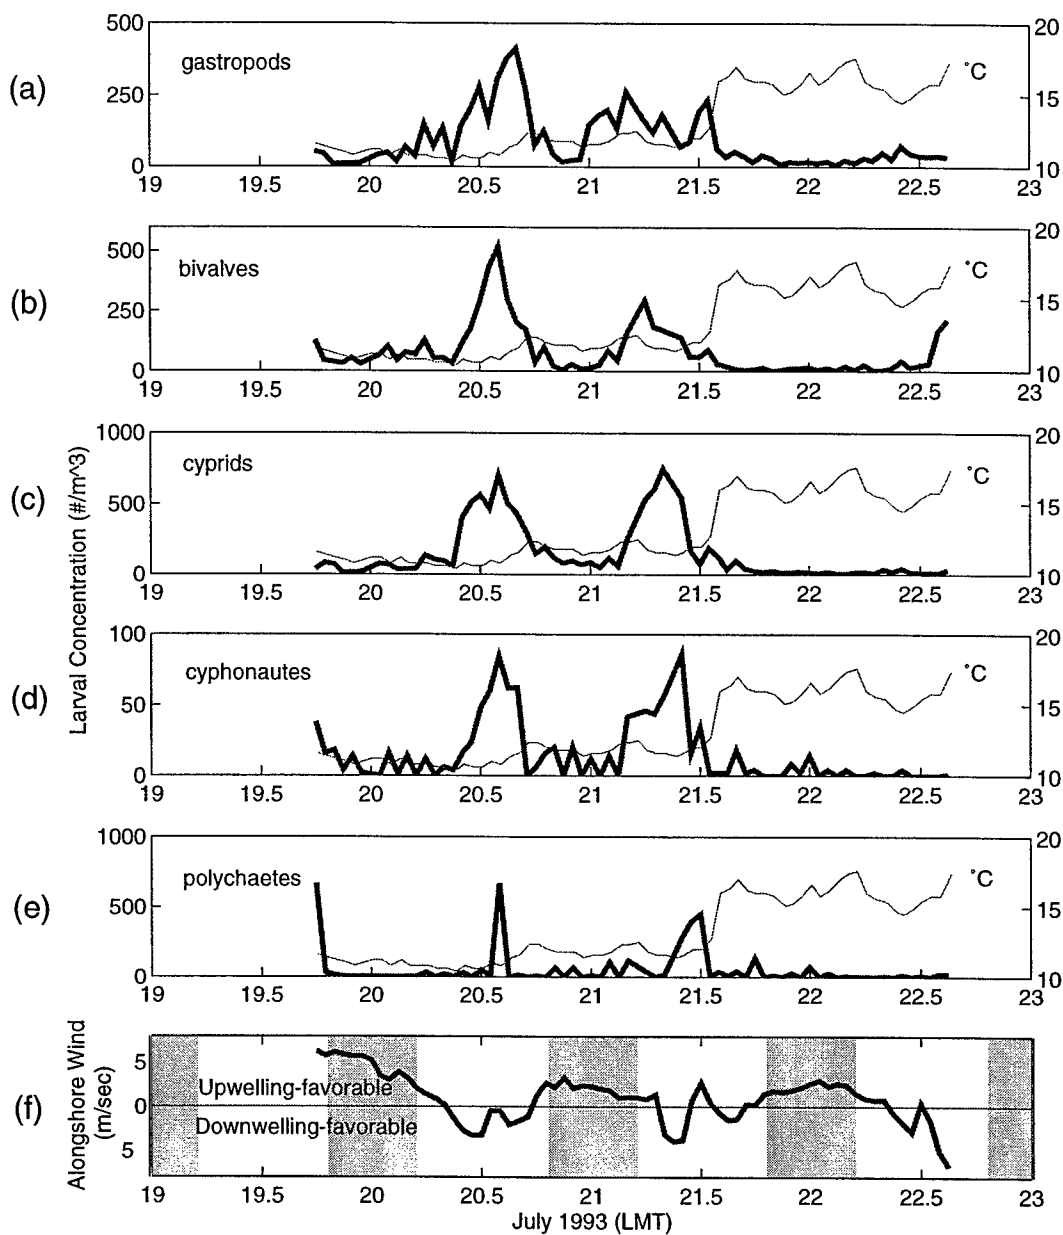 500
250
0
20
15
10
(a)
gastropods
°C
19 19.5 20 20.5 21 21.5 22 22.5 23
500
250
0
20
15
10
(b)
bivalves
°C
19 19.5 20 20.5 21 21.5 22 22.5 23
Larval Concentration (#/m^3)
1000
500
0
20
15
10
(c)
cyprids
°C
19 19.5 20 20.5 21 21.5 22 22.5 23
100
50
0
20
15
10
(d)
cyphonautes
°C
19 19.5 20 20.5 21 21.5 22 22.5 23
1000
500
0
20
15
10
(e)
polychaetes
°C
19 19.5 20 20.5 21 21.5 22 22.5 23
Alongshore Wind
(m/sec)
5
0
5
(f)
Upwelling-favorable
Downwelling-favorable
19 19.5 20 20.5 21 21.5 22 22.5 23
July 1993 (LMT)